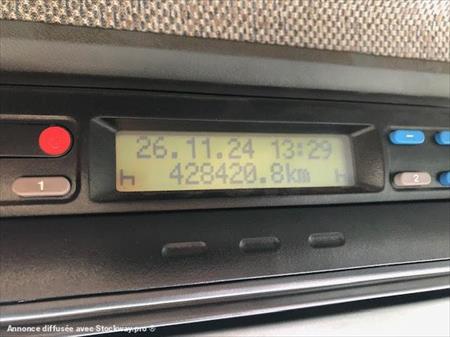 26.11.24 13:29
428420.8km
1
2
Annonce diffusée avec Stockway.pro ®